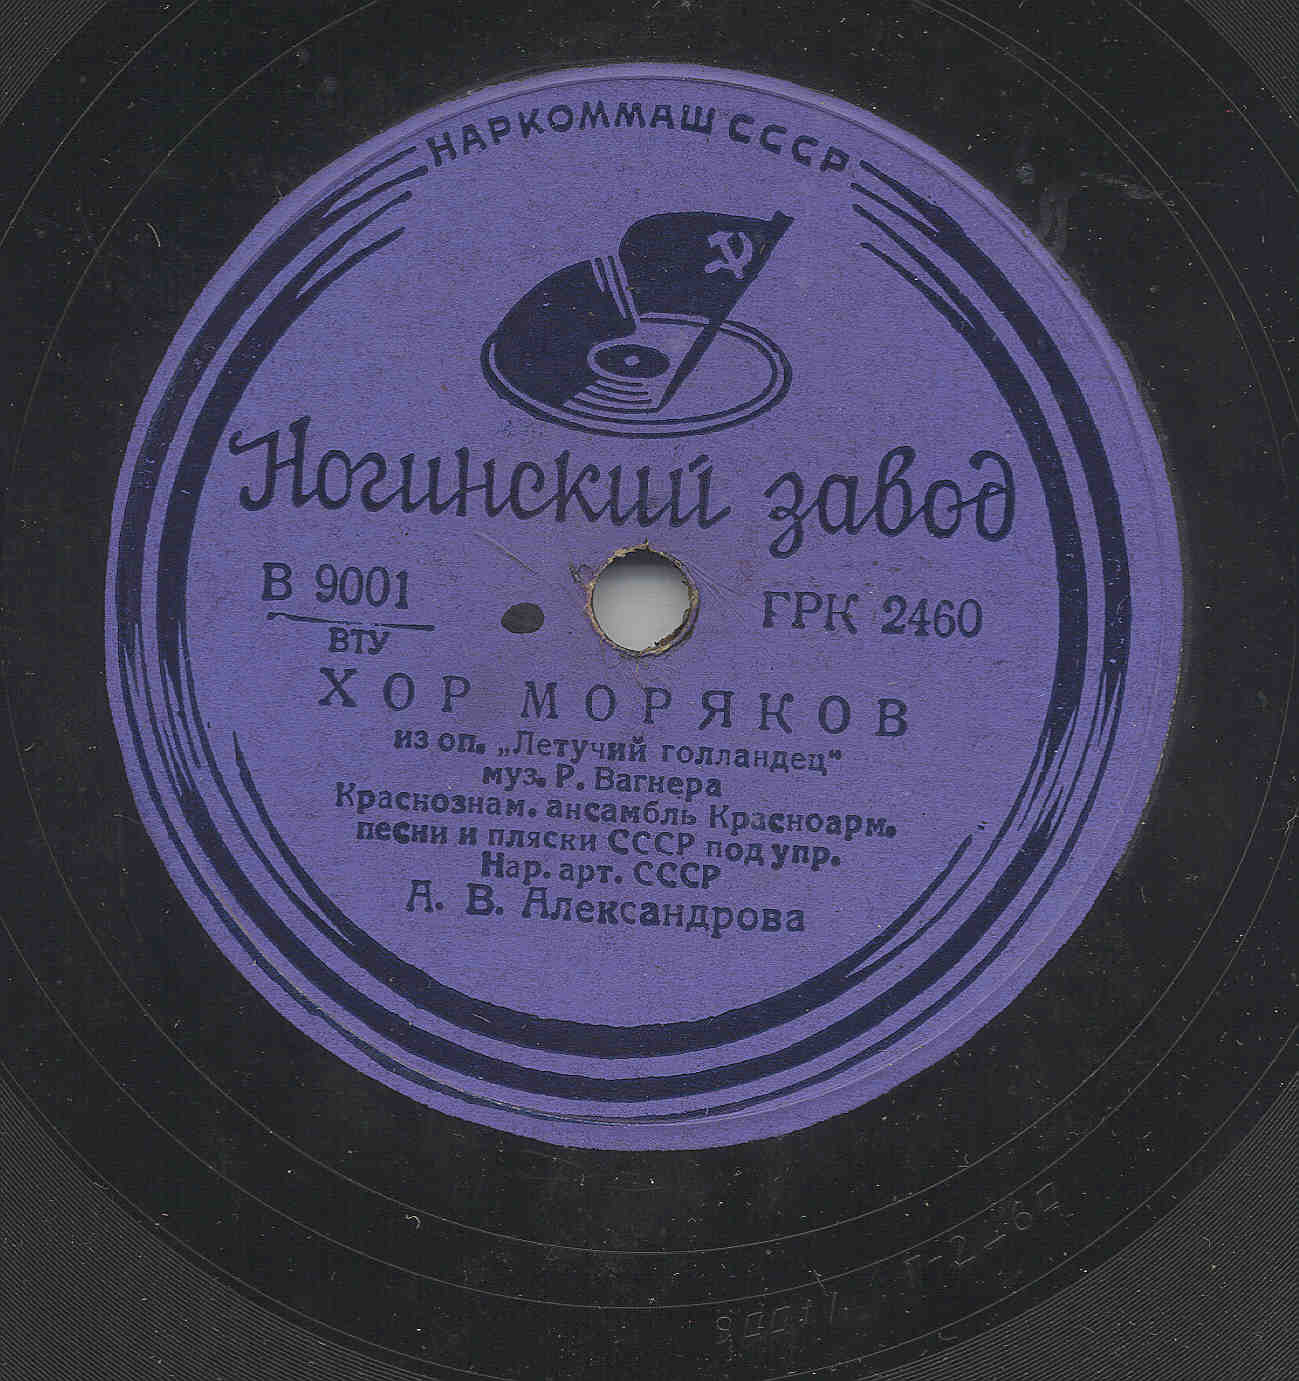 НАРКОММАШ СССР
Ногинский завод
В 9001
ВТУ
ГРК 2460
ХОР МОРЯКОВ
из оп. „Летучий голландец“
муз. Р. Вагнера
Краснознам. ансамбль Красноарм.
песни и пляски СССР под упр.
Нар. арт. СССР
А. В. Александрова